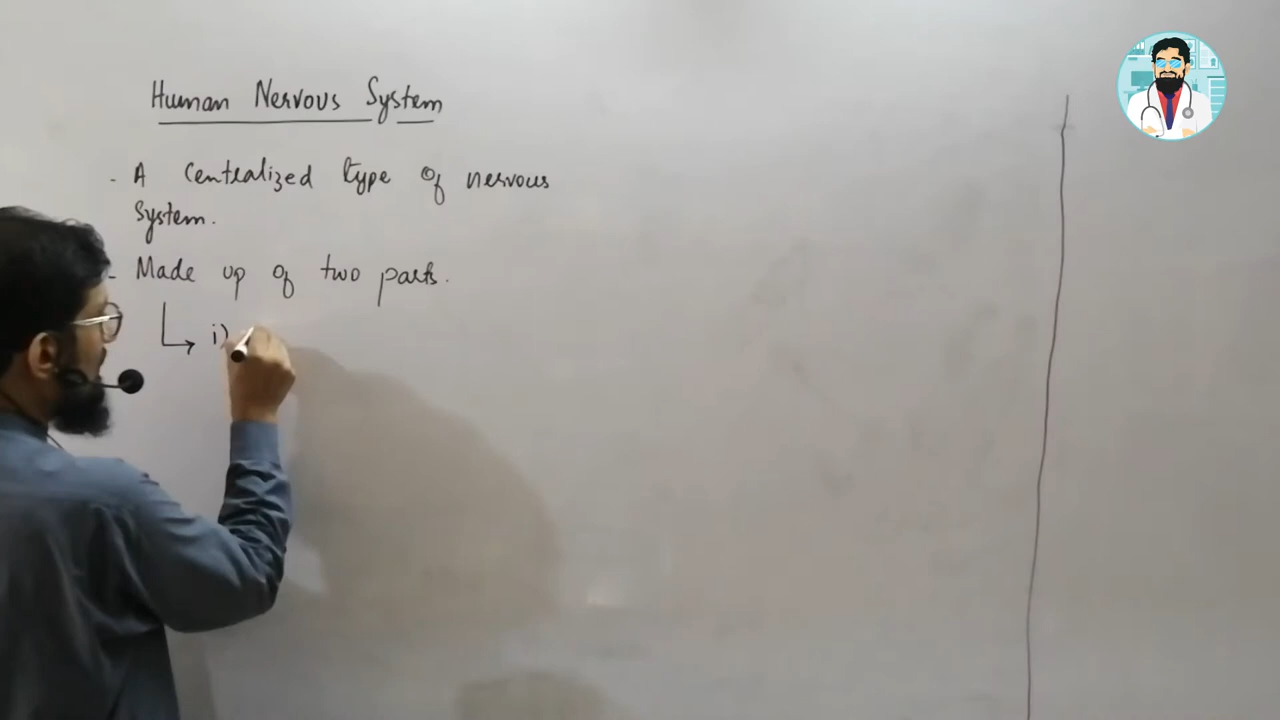 Human Nervous System
- A Centralized type of nervous
System.
- Made up of two parts.
i)